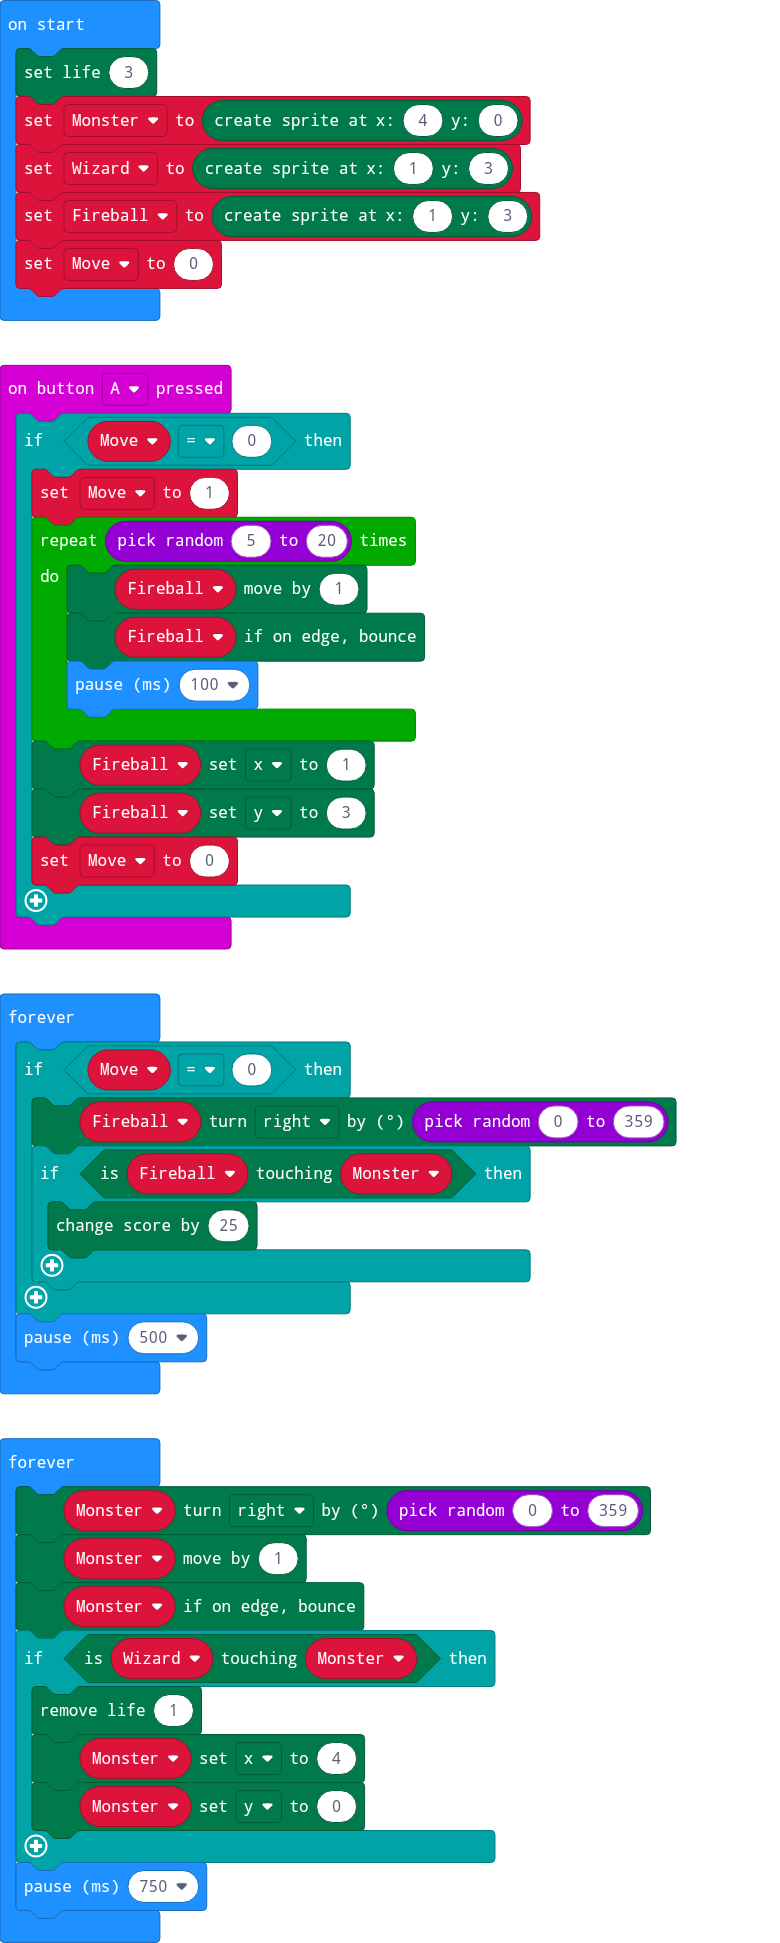 on start
set life 3
set Monster to create sprite at x: 4 y: 0
set Wizard to create sprite at x: 1 y: 3
set Fireball to create sprite at x: 1 y: 3
set Move to 0
on button A pressed
if Move = 0 then
set Move to 1
repeat pick random 5 to 20 times
do
Fireball move by 1
Fireball if on edge, bounce
pause (ms) 100
Fireball set x to 1
Fireball set y to 3
set Move to 0
forever
if Move = 0 then
Fireball turn right by (°) pick random 0 to 359
if is Fireball touching Monster then
change score by 25
pause (ms) 500
forever
Monster turn right by (°) pick random 0 to 359
Monster move by 1
Monster if on edge, bounce
if is Wizard touching Monster then
remove life 1
Monster set x to 4
Monster set y to 0
pause (ms) 750